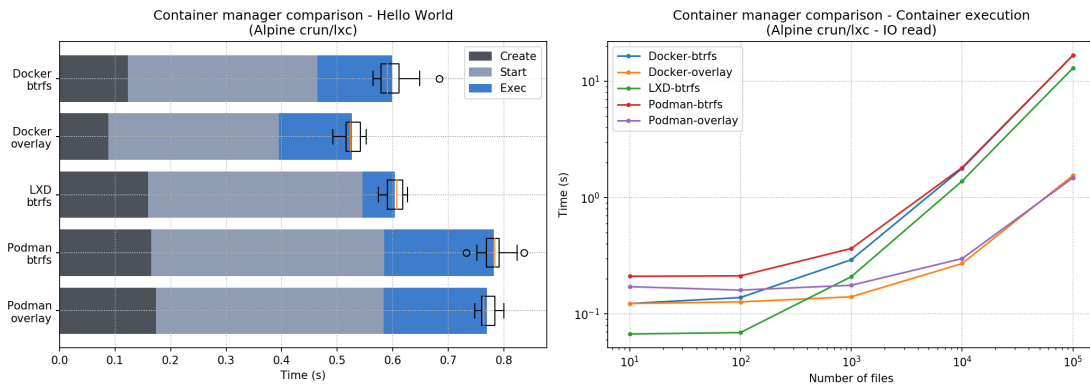 Container manager comparison - Hello World
(Alpine crun/lxc)
Create
Start
Exec
Docker
btrfs
Docker
overlay
LXD
btrfs
Podman
btrfs
Podman
overlay
0.0 0.1 0.2 0.3 0.4 0.5 0.6 0.7 0.8
Time (s)
Container manager comparison - Container execution
(Alpine crun/lxc - IO read)
Docker-btrfs
Docker-overlay
LXD-btrfs
Podman-btrfs
Podman-overlay
10¹
10⁰
10⁻¹
Time (s)
10¹ 10² 10³ 10⁴ 10⁵
Number of files